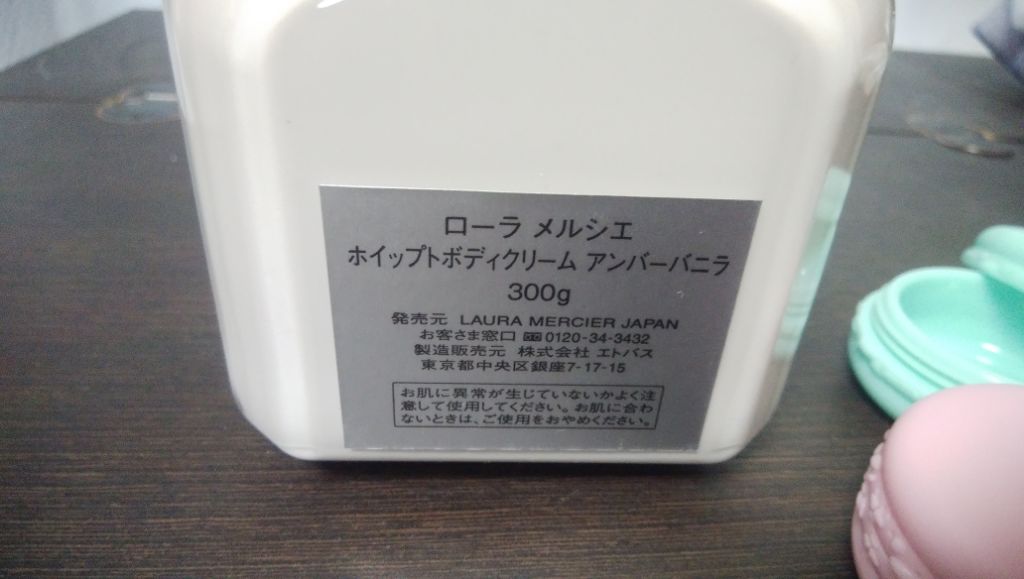 ローラ メルシエ
ホイップトボディクリーム アンバーバニラ
300g
発売元 LAURA MERCIER JAPAN
お客さま窓口 0120-34-3432
製造販売元 株式会社 エトバス
東京都中央区銀座7-17-15
お肌に異常が生じていないかよく注
意して使用してください。お肌に合わ
ないときは、ご使用をおやめください。